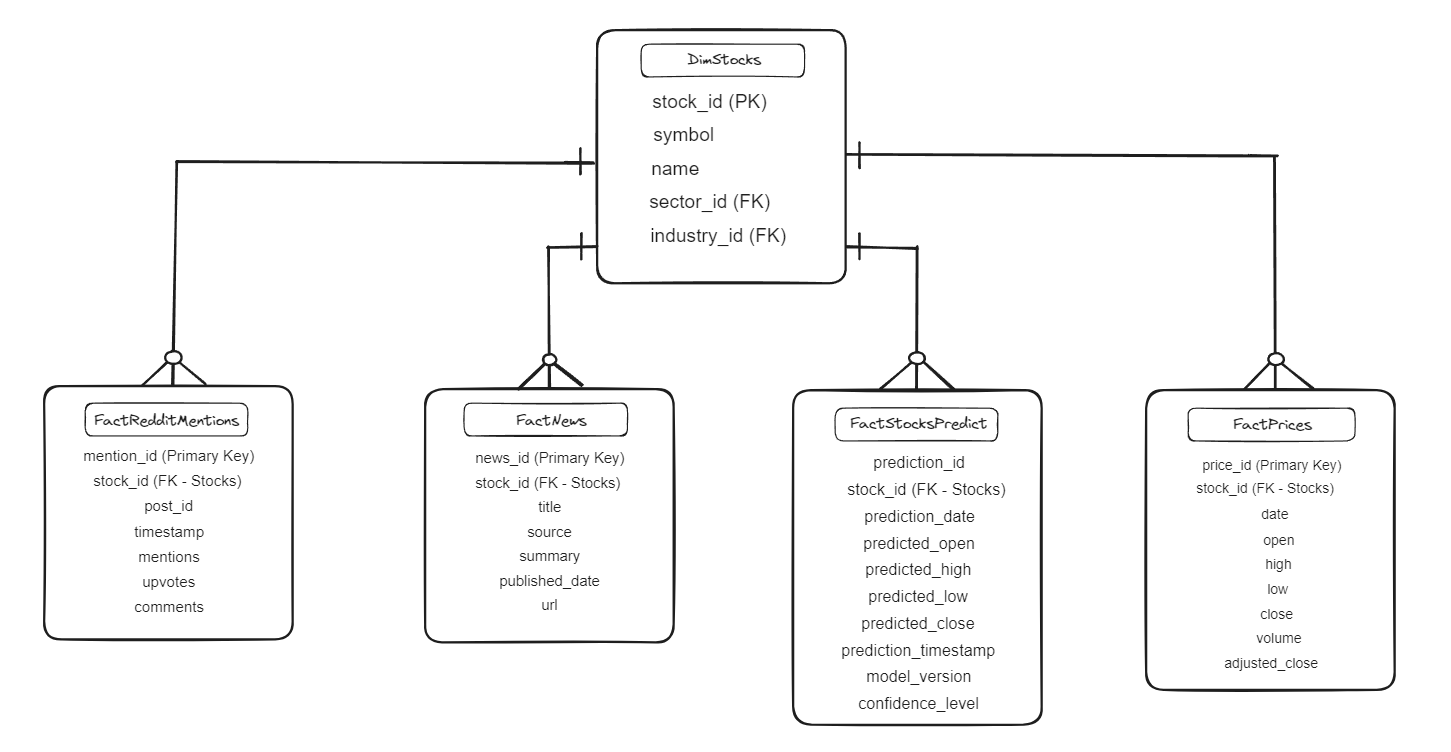 DimStocks
stock_id (PK)
symbol
name
sector_id (FK)
industry_id (FK)
FactRedditMentions
mention_id (Primary Key)
stock_id (FK - Stocks)
post_id
timestamp
mentions
upvotes
comments
FactNews
news_id (Primary Key)
stock_id (FK - Stocks)
title
source
summary
published_date
url
FactStocksPredict
prediction_id
stock_id (FK - Stocks)
prediction_date
predicted_open
predicted_high
predicted_low
predicted_close
prediction_timestamp
model_version
confidence_level
FactPrices
price_id (Primary Key)
stock_id (FK - Stocks)
date
open
high
low
close
volume
adjusted_close